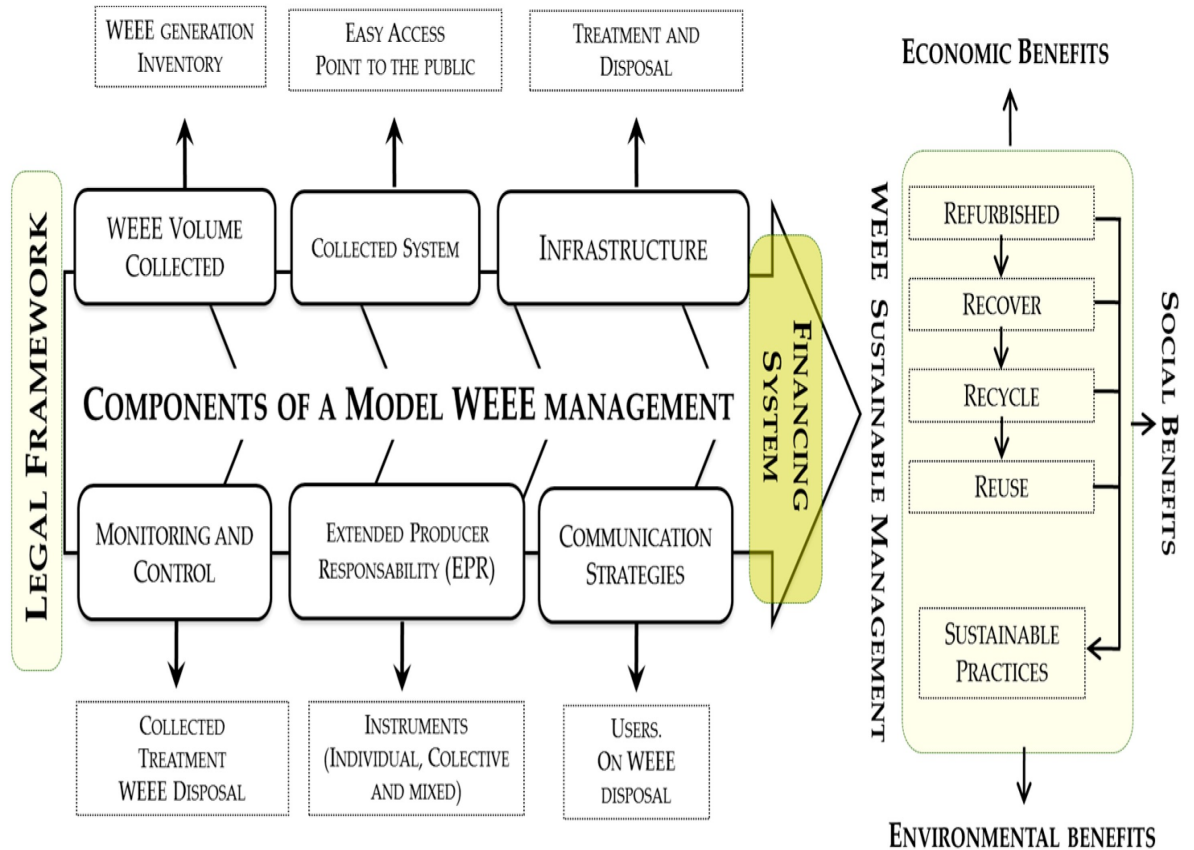 WEEE GENERATION
INVENTORY
EASY ACCESS
POINT TO THE PUBLIC
TREATMENT AND
DISPOSAL
ECONOMIC BENEFITS
LEGAL FRAMEWORK
WEEE VOLUME
COLLECTED
COLLECTED SYSTEM
INFRASTRUCTURE
COMPONENTS OF A MODEL WEEE MANAGEMENT
MONITORING AND
CONTROL
EXTENDED PRODUCER
RESPONSABILITY (EPR)
COMMUNICATION
STRATEGIES
COLLECTED
TREATMENT
WEEE DISPOSAL
INSTRUMENTS
(INDIVIDUAL, COLECTIVE
AND MIXED)
USERS.
ON WEEE
DISPOSAL
FINANCING
SYSTEM
WEEE SUSTAINABLE MANAGEMENT
REFURBISHED
RECOVER
RECYCLE
REUSE
SUSTAINABLE
PRACTICES
SOCIAL BENEFITS
ENVIRONMENTAL BENEFITS